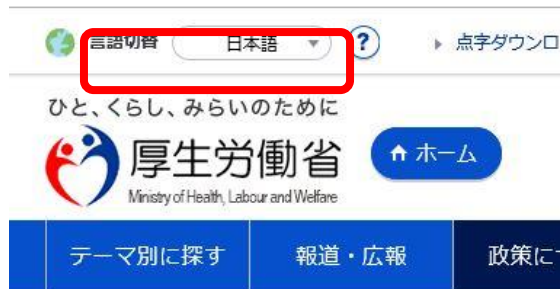 言語切替 日本語 ?
点字ダウンロ
ひと、くらし、みらいのために
厚生労働省
Ministry of Health, Labour and Welfare
ホーム
テーマ別に探す 報道・広報 政策に